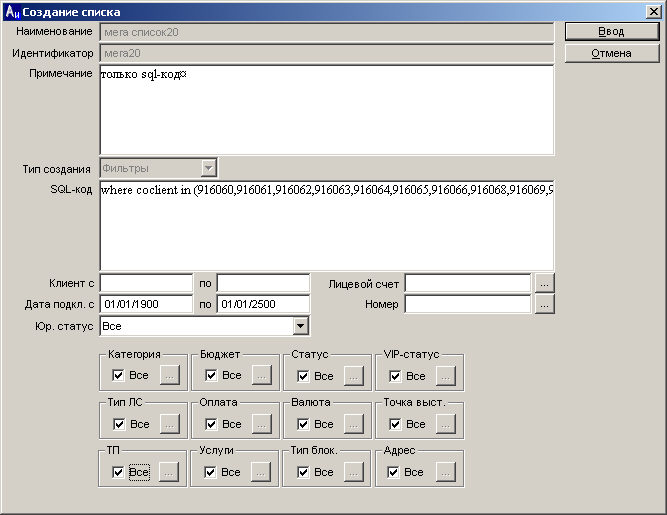 Aи Создание списка
Наименование мега список20 Ввод
Идентификатор мега20 Отмена
Примечание только sql-код¤
Тип создания Фильтры
SQL-код where coclient in (916060,916061,916062,916063,916064,916065,916066,916068,916069,9
Клиент с по Лицевой счет ...
Дата подкл. с 01/01/1900 по 01/01/2500 Номер ...
Юр. статус Все
Категория Бюджет Статус VIP-статус
Все ... Все ... Все ... Все ...
Тип ЛС Оплата Валюта Точка выст.
Все ... Все ... Все ... Все ...
ТП Услуги Тип блок. Адрес
Все ... Все ... Все ... Все ...